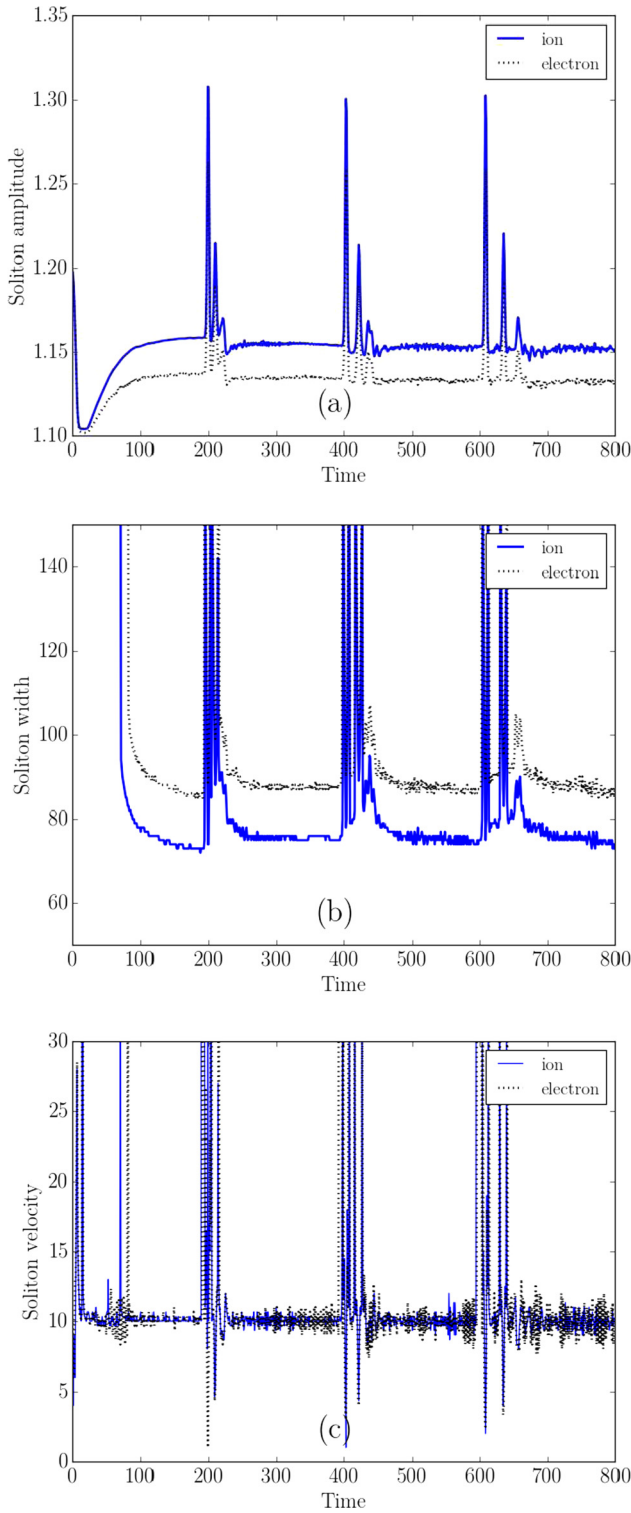 1.35
ion
electron
1.30
1.25
1.20
1.15
1.10
Soliton amplitude
(a)
0 100 200 300 400 500 600 700 800
Time
ion
electron
140
120
100
80
60
Soliton width
(b)
0 100 200 300 400 500 600 700 800
Time
30
ion
electron
25
20
15
10
5
0
Soliton velocity
(c)
0 100 200 300 400 500 600 700 800
Time